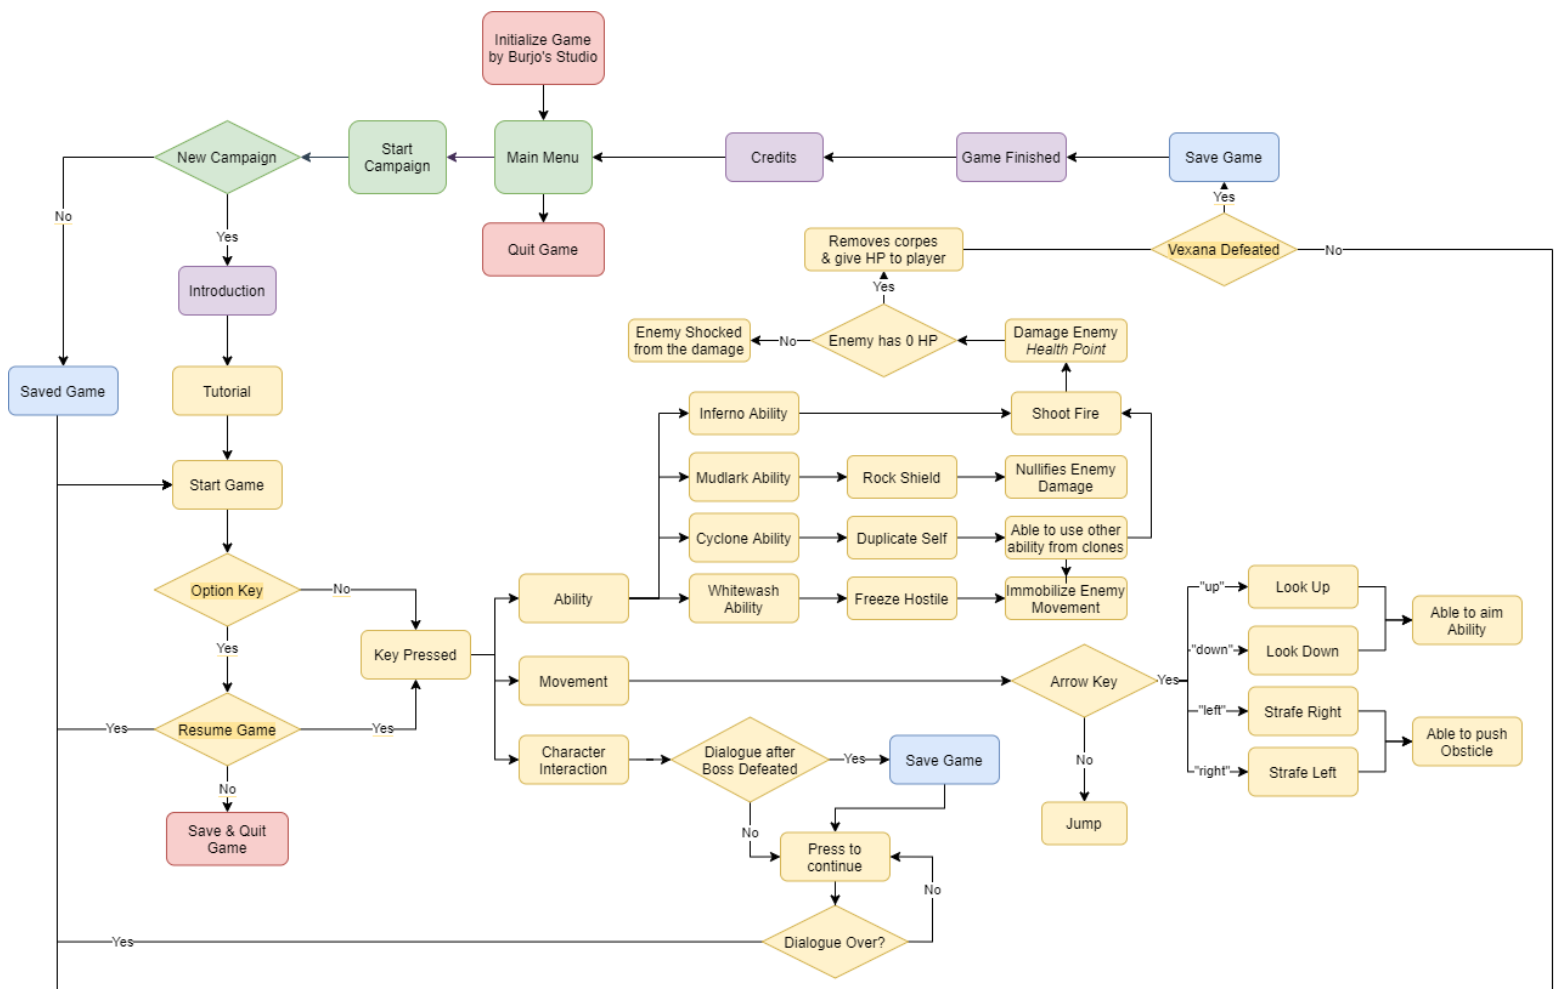 Initialize Game
by Burjo's Studio
New Campaign
Start
Campaign
Main Menu
Credits
Game Finished
Save Game
No
Yes
Yes
Quit Game
Removes corpes
& give HP to player
Vexana Defeated
No
Introduction
Yes
Enemy Shocked
from the damage
No
Enemy has 0 HP
Damage Enemy
Health Point
Saved Game
Tutorial
Inferno Ability
Shoot Fire
Start Game
Mudlark Ability
Rock Shield
Nullifies Enemy
Damage
Cyclone Ability
Duplicate Self
Able to use other
ability from clones
Option Key
No
Ability
Whitewash
Ability
Freeze Hostile
Immobilize Enemy
Movement
"up"
Look Up
Able to aim
Ability
Yes
Key Pressed
"down"
Look Down
Movement
Arrow Key
Yes
"left"
Strafe Right
Yes
Resume Game
Yes
Able to push
Obsticle
Character
Interaction
Dialogue after
Boss Defeated
Yes
Save Game
No
"right"
Strafe Left
No
Save & Quit
Game
No
Jump
Press to
continue
No
Yes
Dialogue Over?